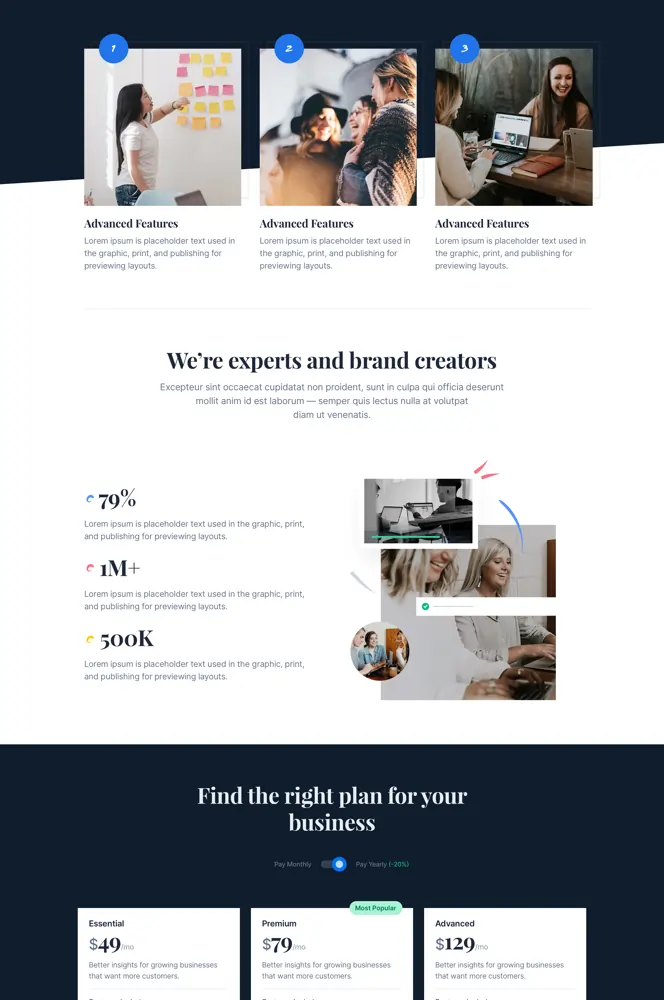 1
2
3
Advanced Features
Lorem ipsum is placeholder text used in
the graphic, print, and publishing for
previewing layouts.
Advanced Features
Lorem ipsum is placeholder text used in
the graphic, print, and publishing for
previewing layouts.
Advanced Features
Lorem ipsum is placeholder text used in
the graphic, print, and publishing for
previewing layouts.
We're experts and brand creators
Excepteur sint occaecat cupidatat non proident, sunt in culpa qui officia deserunt
mollit anim id est laborum — semper quis lectus nulla at volutpat
diam ut venenatis.
79%
Lorem ipsum is placeholder text used in the graphic, print,
and publishing for previewing layouts.
1M+
Lorem ipsum is placeholder text used in the graphic, print,
and publishing for previewing layouts.
500K
Lorem ipsum is placeholder text used in the graphic, print,
and publishing for previewing layouts.
Find the right plan for your
business
Pay Monthly
Pay Yearly (-20%)
Essential
$49/mo
Better insights for growing businesses
that want more customers.
Most Popular
Premium
$79/mo
Better insights for growing businesses
that want more customers.
Advanced
$129/mo
Better insights for growing businesses
that want more customers.